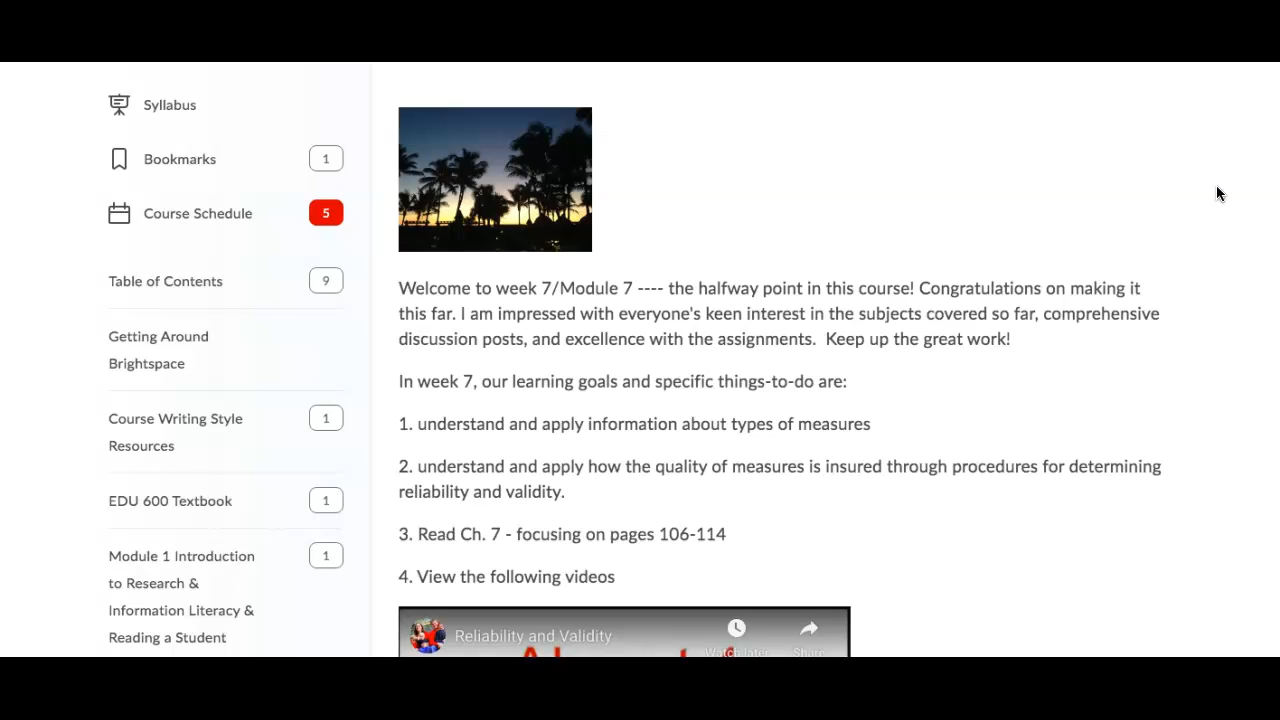 Syllabus
Bookmarks 1
Course Schedule 5
Table of Contents 9
Getting Around
Brightspace
Course Writing Style 1
Resources
EDU 600 Textbook 1
Module 1 Introduction 1
to Research &
Information Literacy &
Reading a Student
Welcome to week 7/Module 7 ---- the halfway point in this course! Congratulations on making it
this far. I am impressed with everyone's keen interest in the subjects covered so far, comprehensive
discussion posts, and excellence with the assignments.  Keep up the great work!
In week 7, our learning goals and specific things-to-do are:
1. understand and apply information about types of measures
2. understand and apply how the quality of measures is insured through procedures for determining
reliability and validity.
3. Read Ch. 7 - focusing on pages 106-114
4. View the following videos
Reliability and Validity
Watch later Share